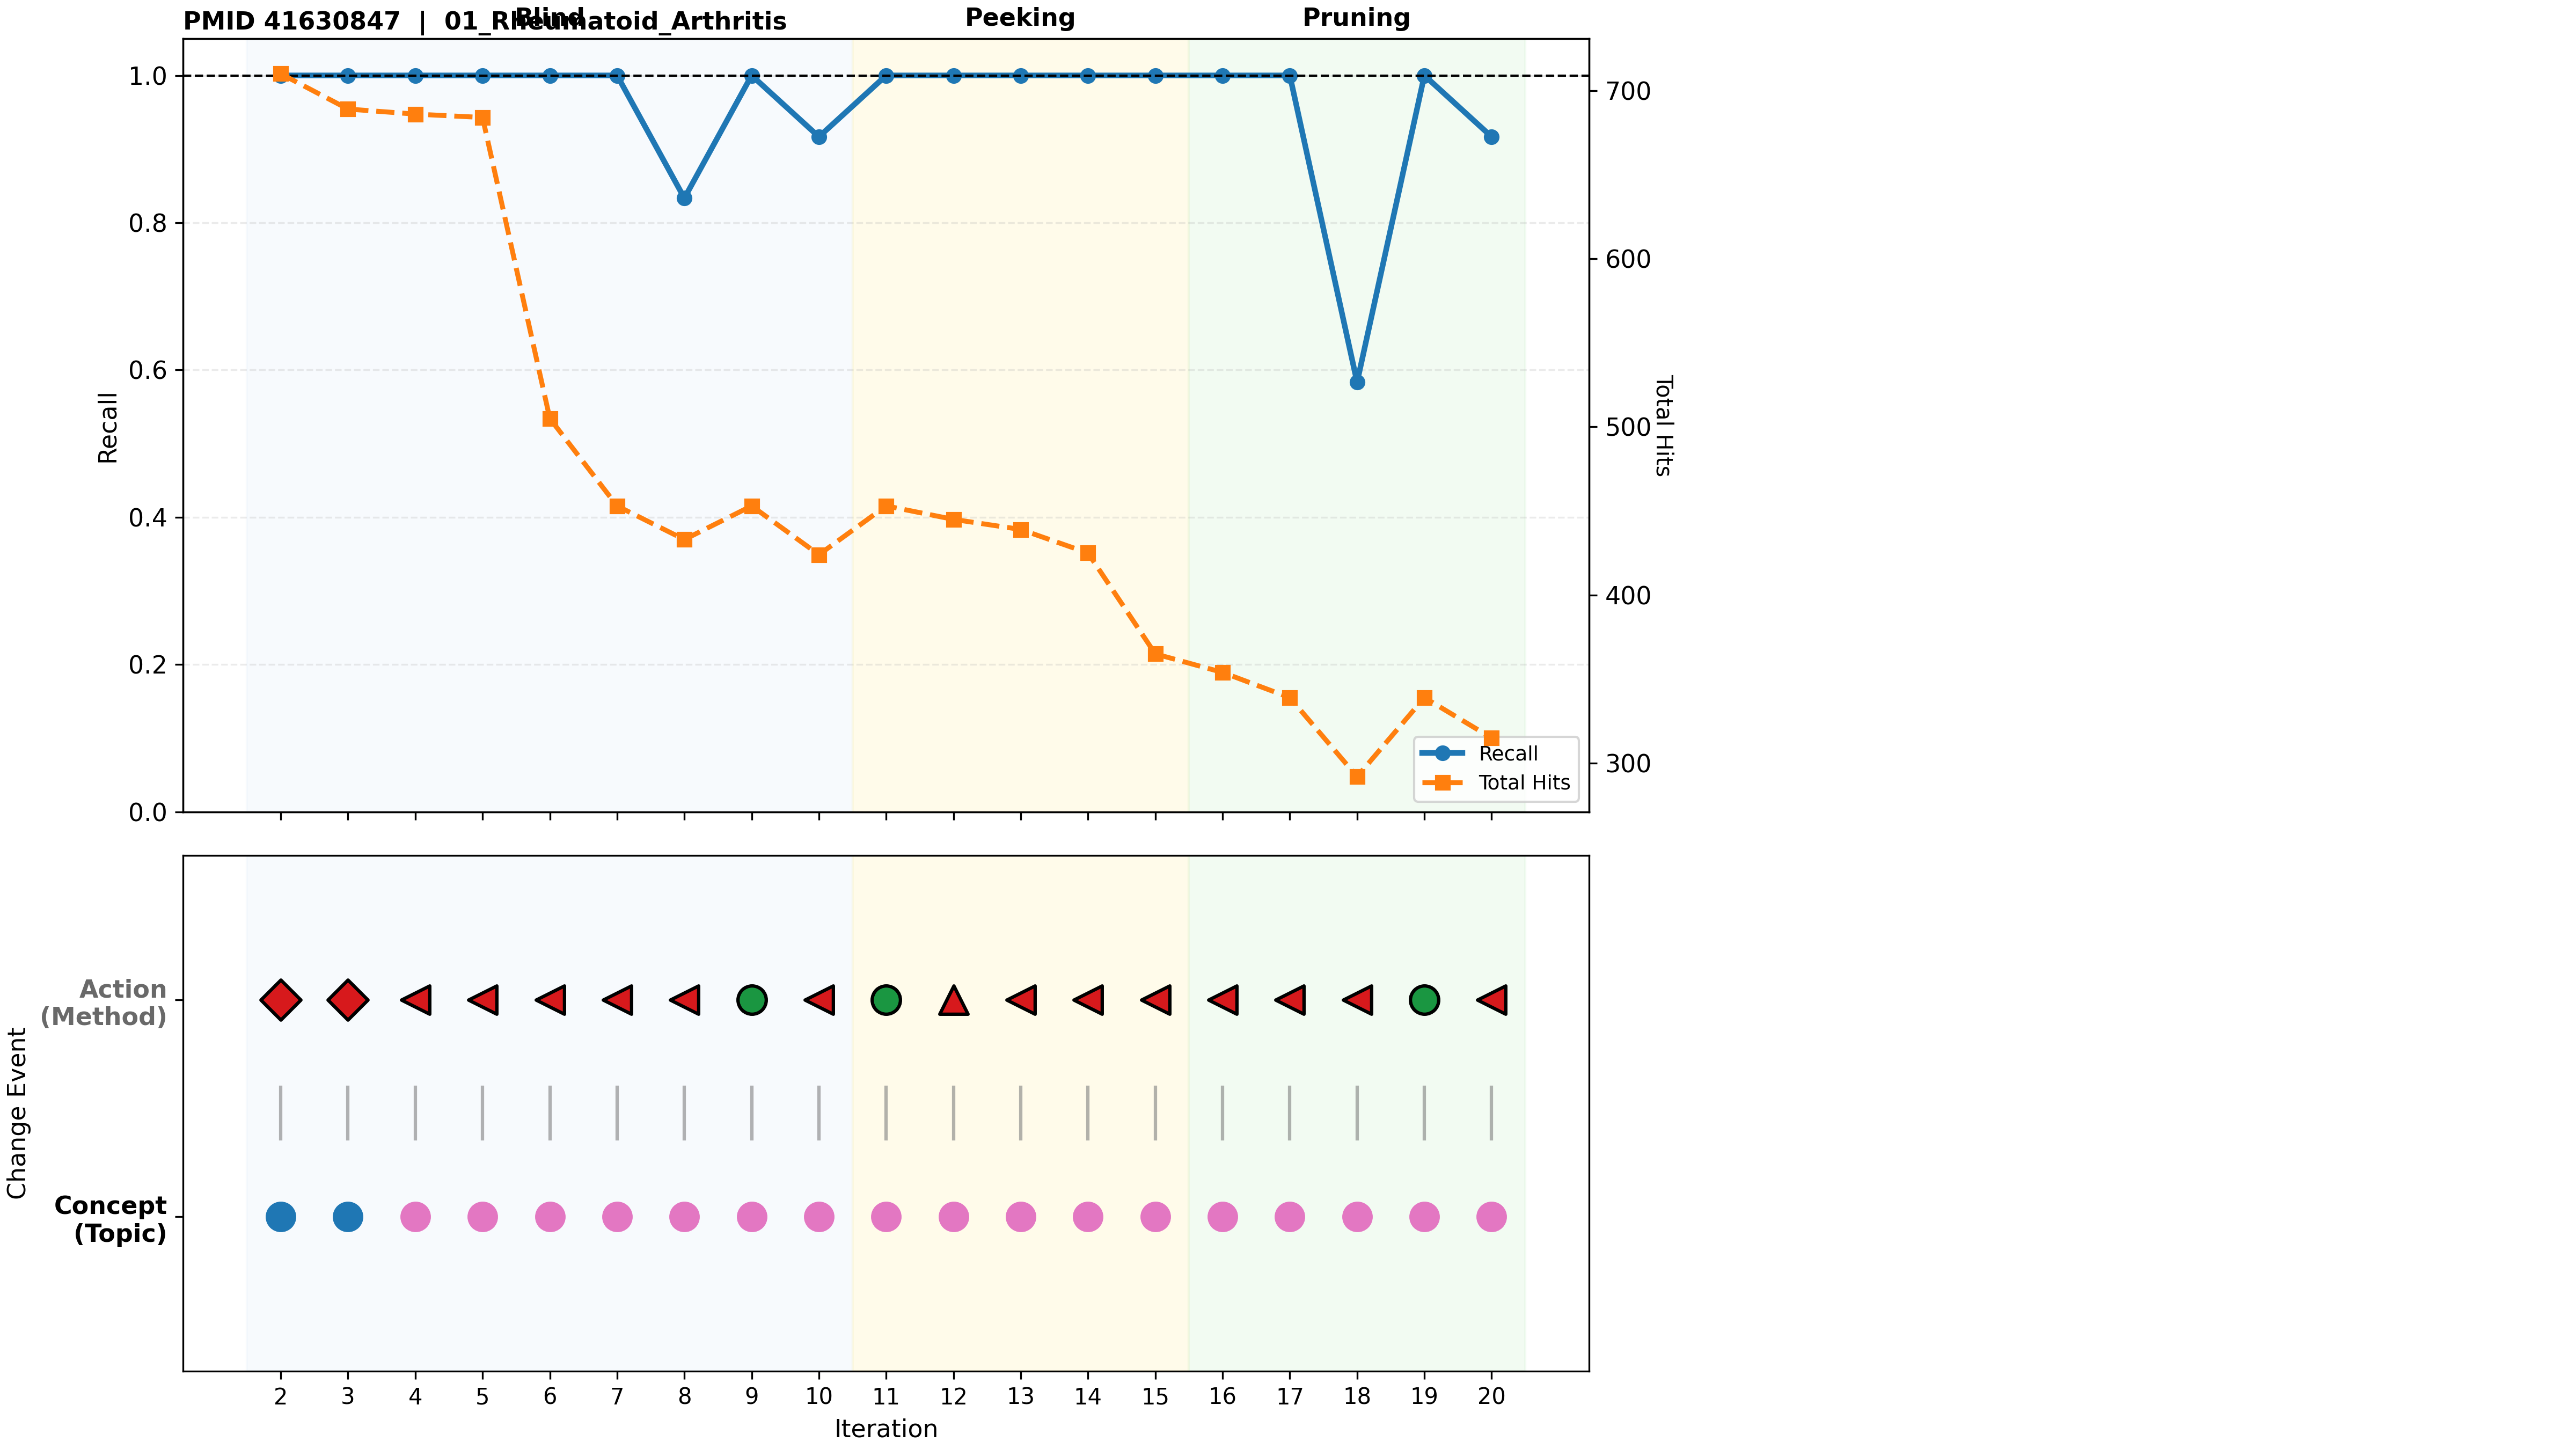 PMID 41630847 | 01_Rheumatoid_Arthritis
Blind
Peeking
Pruning
1.0
0.8
0.6
0.4
0.2
0.0
Recall
700
600
500
400
300
Total Hits
Recall
Total Hits
Action
(Method)
Concept
(Topic)
Change Event
2 3 4 5 6 7 8 9 10 11 12 13 14 15 16 17 18 19 20
Iteration